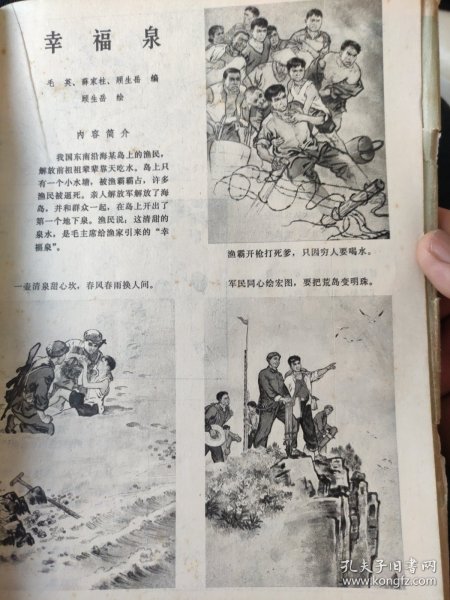 幸福泉
毛英、薛家柱、顾生岳 编
顾生岳 绘
内容简介
我国东南沿海某岛上的渔民，
解放前祖祖辈辈靠天吃水。岛上只
有一个小水塘，被渔霸霸占，许多
渔民被逼死。亲人解放军解放了海
岛，并和群众一起，在岛上开出了
第一个地下泉。渔民说，这清甜的
泉水，是毛主席给渔家引来的“幸
福泉”。
渔霸开枪打死爹，只因穷人要喝水。
一壶清泉甜心坎，春风春雨换人间。
军民同心绘宏图，要把荒岛变明珠。
孔夫子旧书网
www.kongfz.com